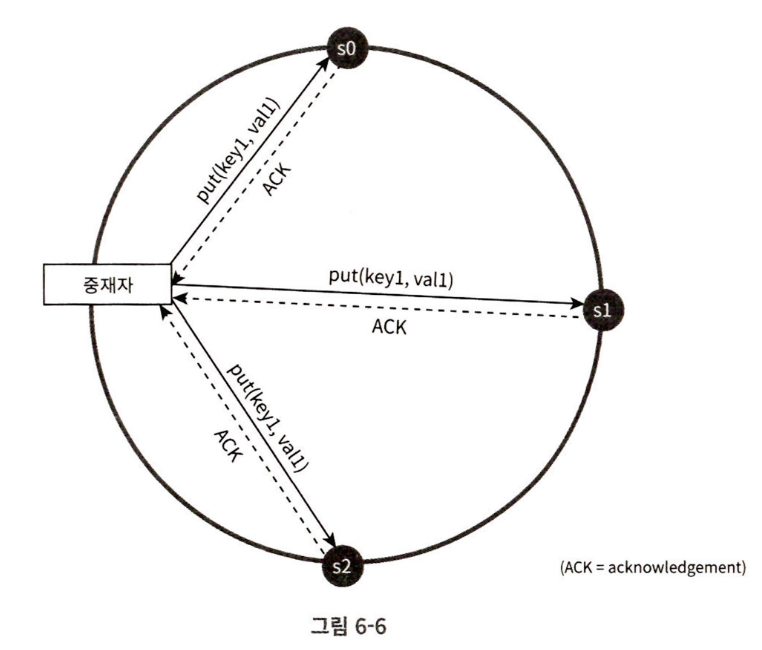 s0
put(key1, val1)
ACK
중재자
put(key1, val1)
ACK
s1
put(key1, val1)
ACK
s2
(ACK = acknowledgement)
그림 6-6